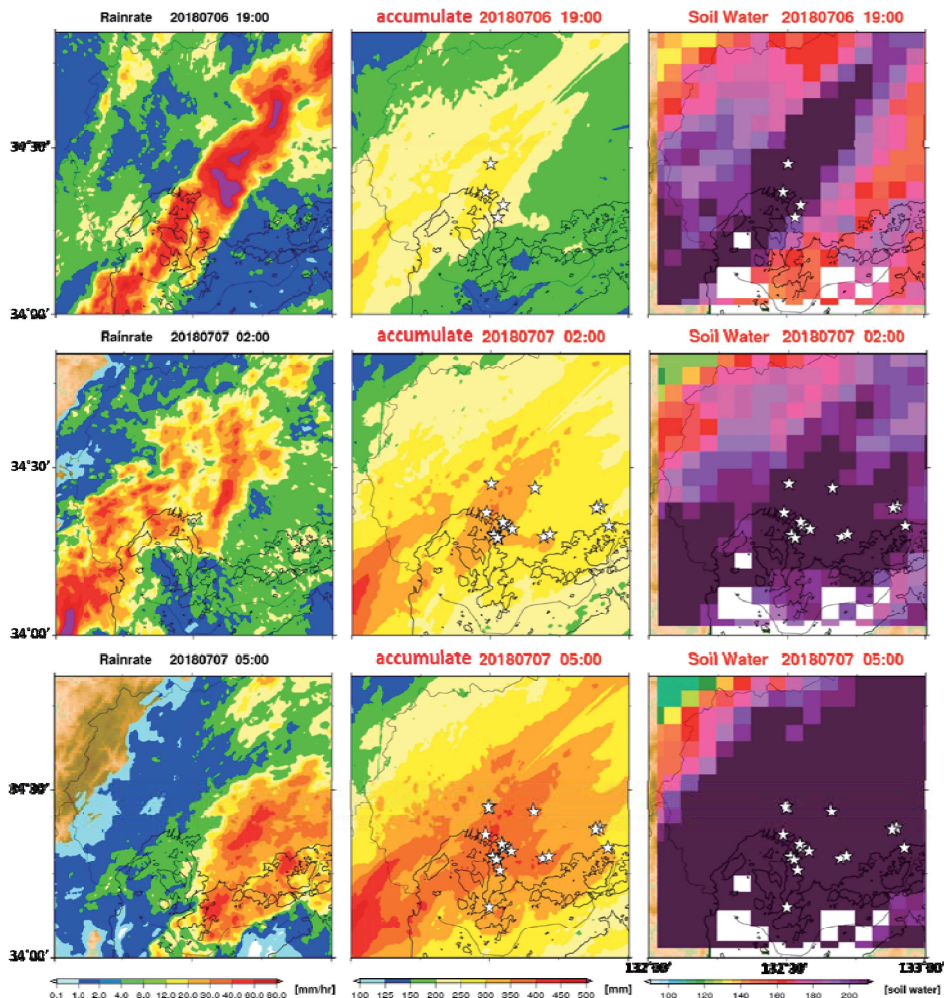 Rainrate 20180706 19:00
accumulate 20180706 19:00
Soil Water 20180706 19:00
34°30'
34°00'
Rainrate 20180707 02:00
accumulate 20180707 02:00
Soil Water 20180707 02:00
34°30'
34°00'
Rainrate 20180707 05:00
accumulate 20180707 05:00
Soil Water 20180707 05:00
34°30'
34°00'
132°00' 132°30' 133°00'
0.1 1.0 2.0 4.0 8.0 12.0 20.0 30.0 40.0 60.0 80.0 [mm/hr]
100 125 150 200 250 300 350 400 450 500 [mm]
100 120 140 160 180 200 [soil water]